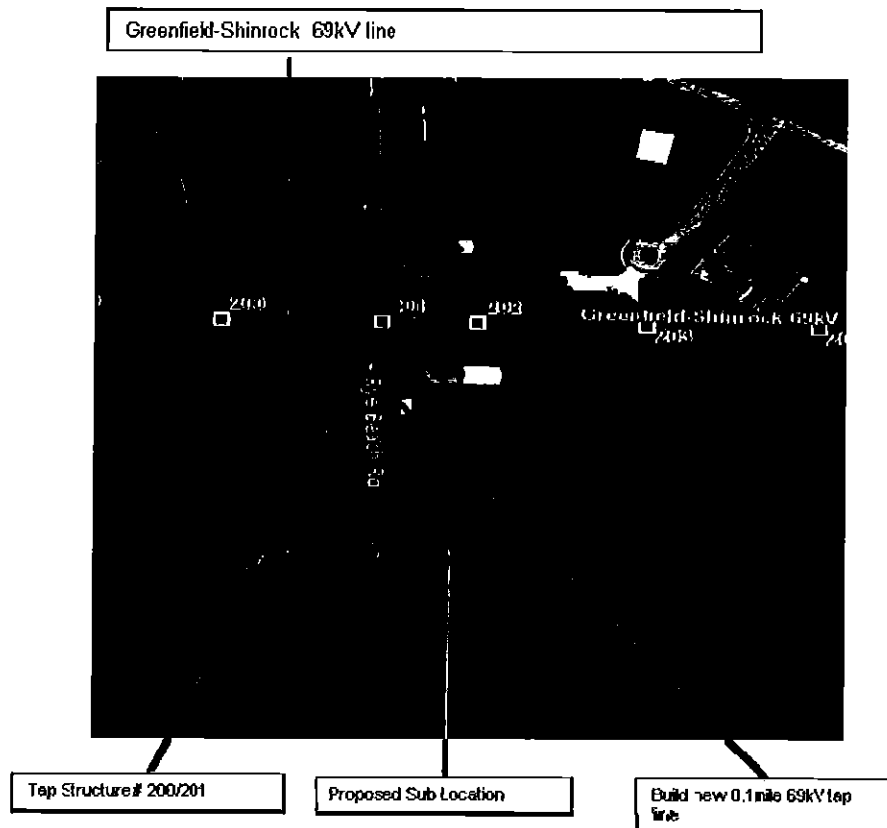 Greenfield-Shinrock 69kV line
200
201
202
Greenfield-Shinrock 69kV
203
Tap Structure# 200/201
Proposed Sub Location
Build new 0.1mile 69kV tap
line